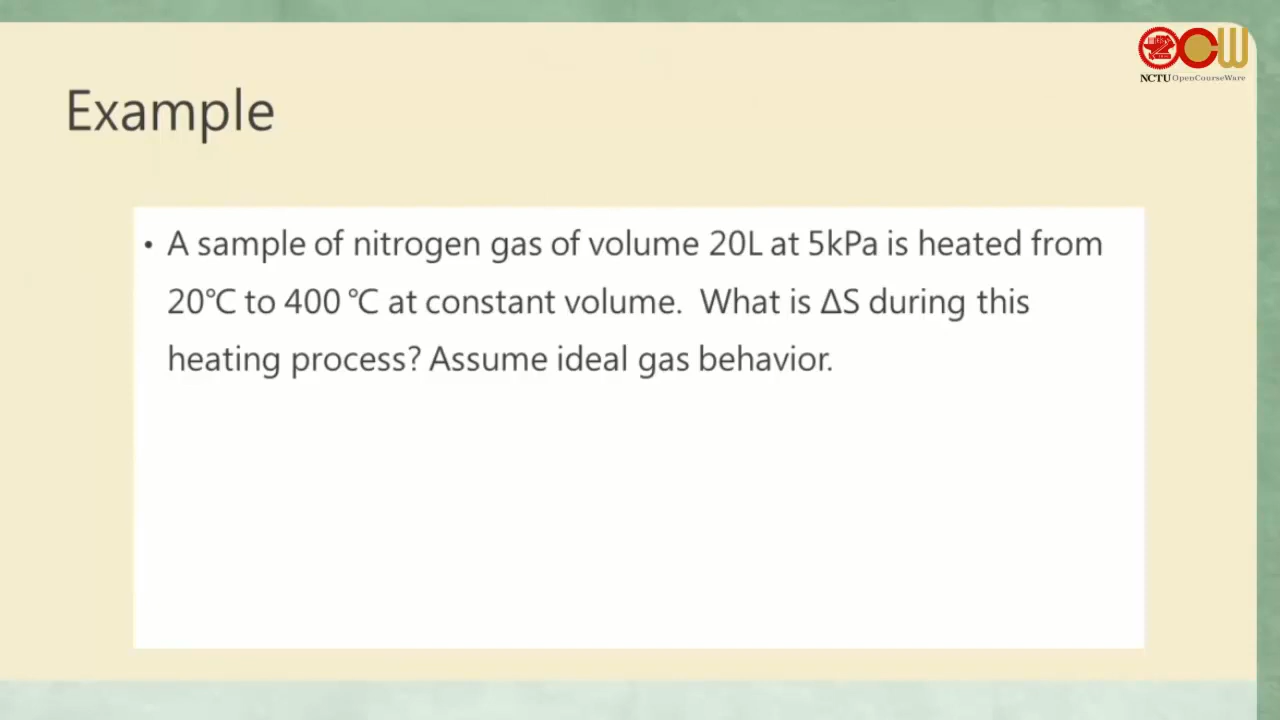 NCTU OpenCourseWare
Example
• A sample of nitrogen gas of volume 20L at 5kPa is heated from
20℃ to 400 ℃ at constant volume.  What is ΔS during this
heating process? Assume ideal gas behavior.